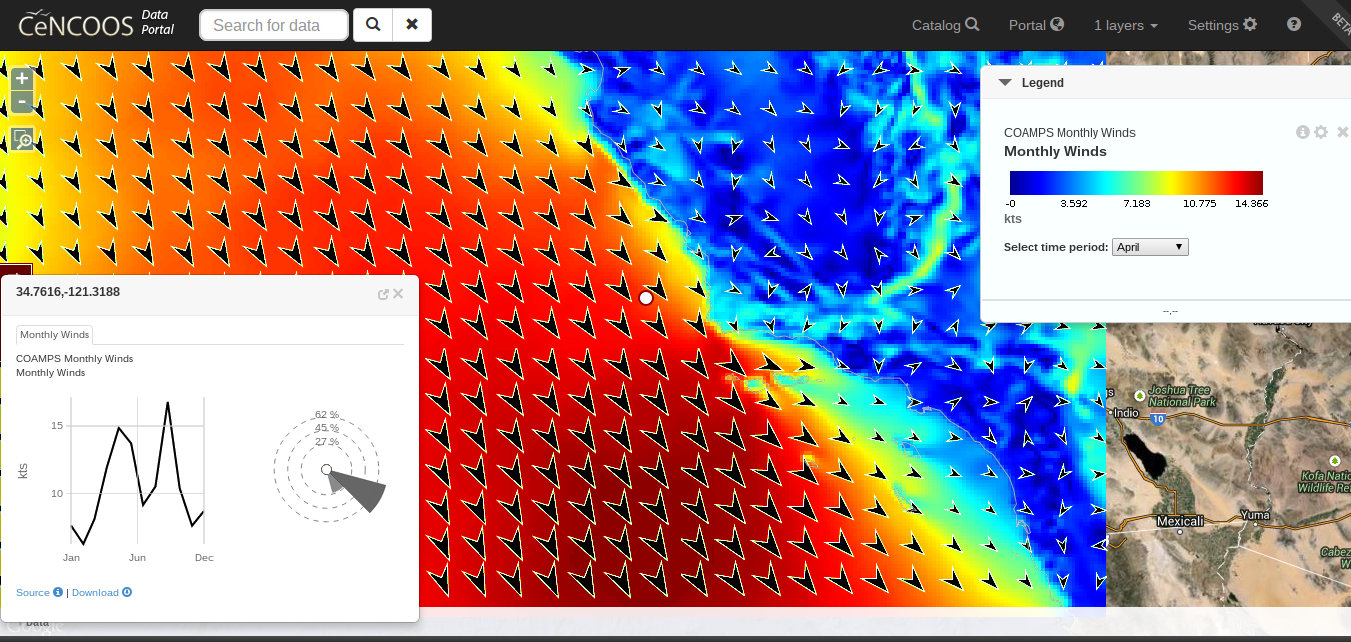 CeNCOOS Data Portal
Search for data
Catalog
Portal
1 layers
Settings
BETA
+
-
Legend
COAMPS Monthly Winds
Monthly Winds
-0 3.592 7.183 10.775 14.366
kts
Select time period: April
--.--
34.7616,-121.3188
Monthly Winds
COAMPS Monthly Winds
Monthly Winds
62 %
45 %
27 %
15
10
kts
Jan Jun Dec
Source | Download
Data
Joshua Tree
National Park
Indio
10
Kofa Natio
Wildlife Re
Mexicali
Yuma
Cabez